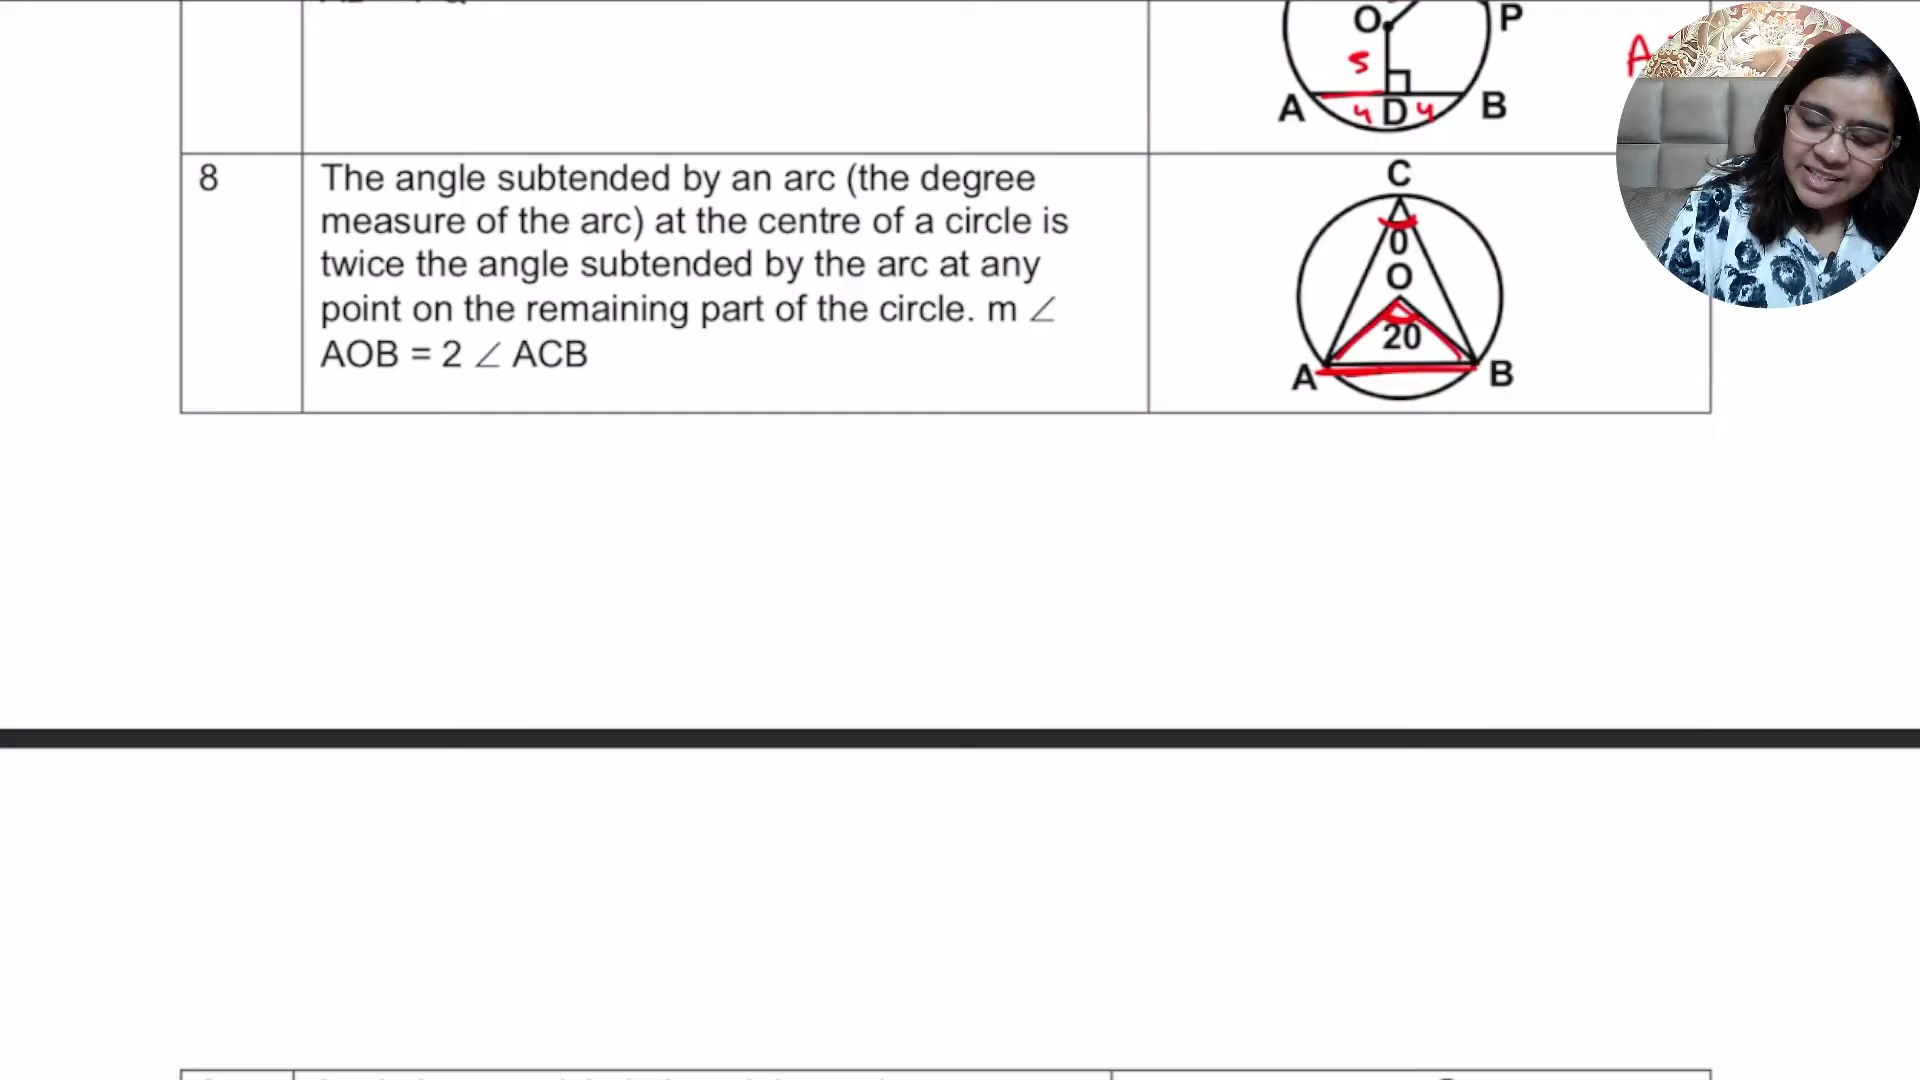 O
P
S
A
A
4
D
4
B
8
The angle subtended by an arc (the degree
measure of the arc) at the centre of a circle is
twice the angle subtended by the arc at any
point on the remaining part of the circle. m ∠
AOB = 2 ∠ ACB
C
0
O
20
A
B